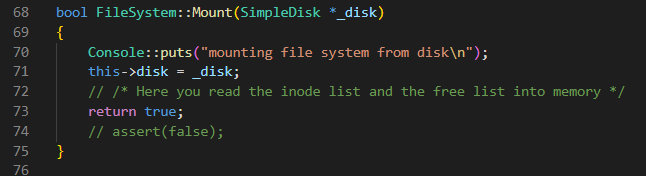 68 bool FileSystem::Mount(SimpleDisk *_disk)
69 {
70     Console::puts("mounting file system from disk\n");
71     this->disk = _disk;
72     // /* Here you read the inode list and the free list into memory */
73     return true;
74     // assert(false);
75 }
76